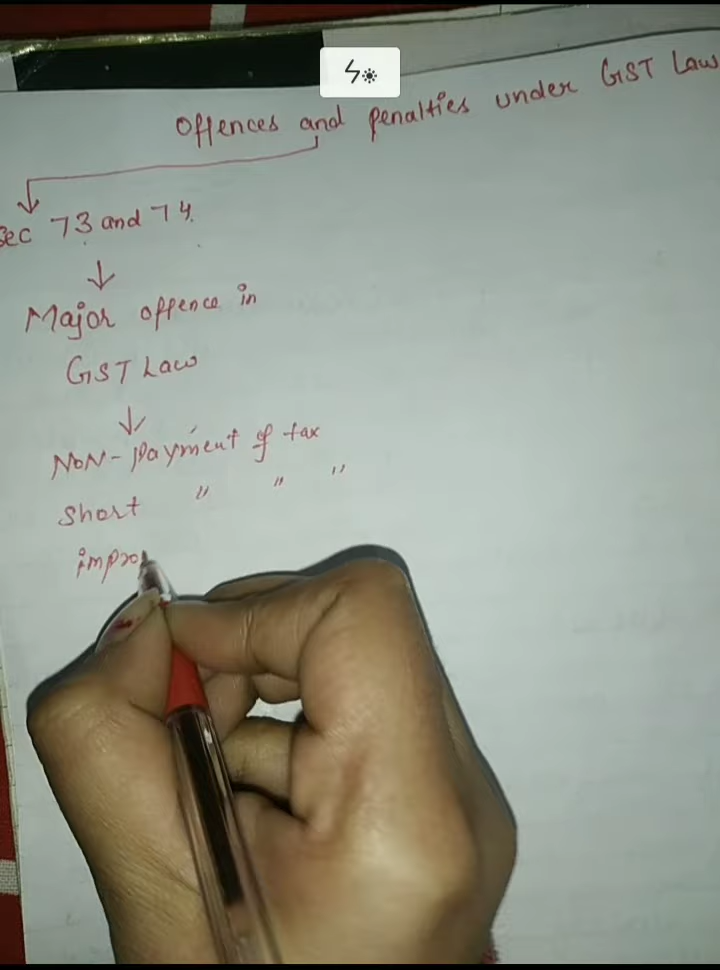 Offences and penalties under GST Law
Sec 73 and 74.
Major offence in
GST Law
NON-payment of tax
Short " " "
impro